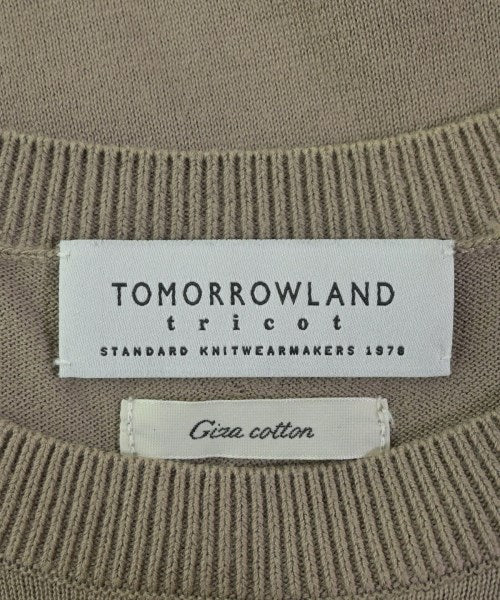 TOMORROWLAND
tricot
STANDARD KNITWEARMAKERS 1978
Giza cotton